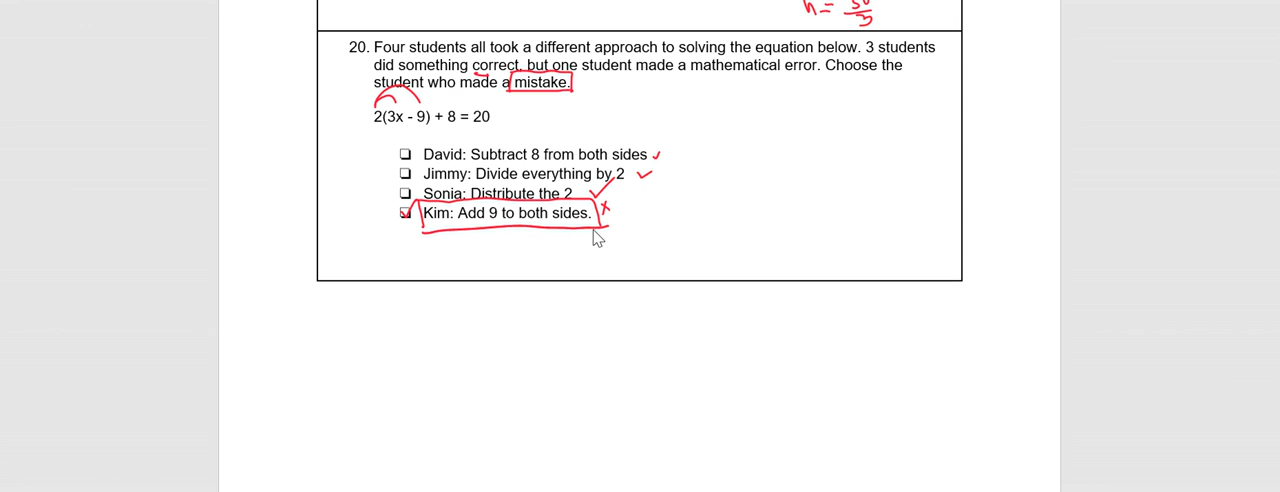 h = 50/3
20. Four students all took a different approach to solving the equation below. 3 students
did something correct, but one student made a mathematical error. Choose the
student who made a mistake.
2(3x - 9) + 8 = 20
David: Subtract 8 from both sides
Jimmy: Divide everything by 2
Sonia: Distribute the 2
Kim: Add 9 to both sides.